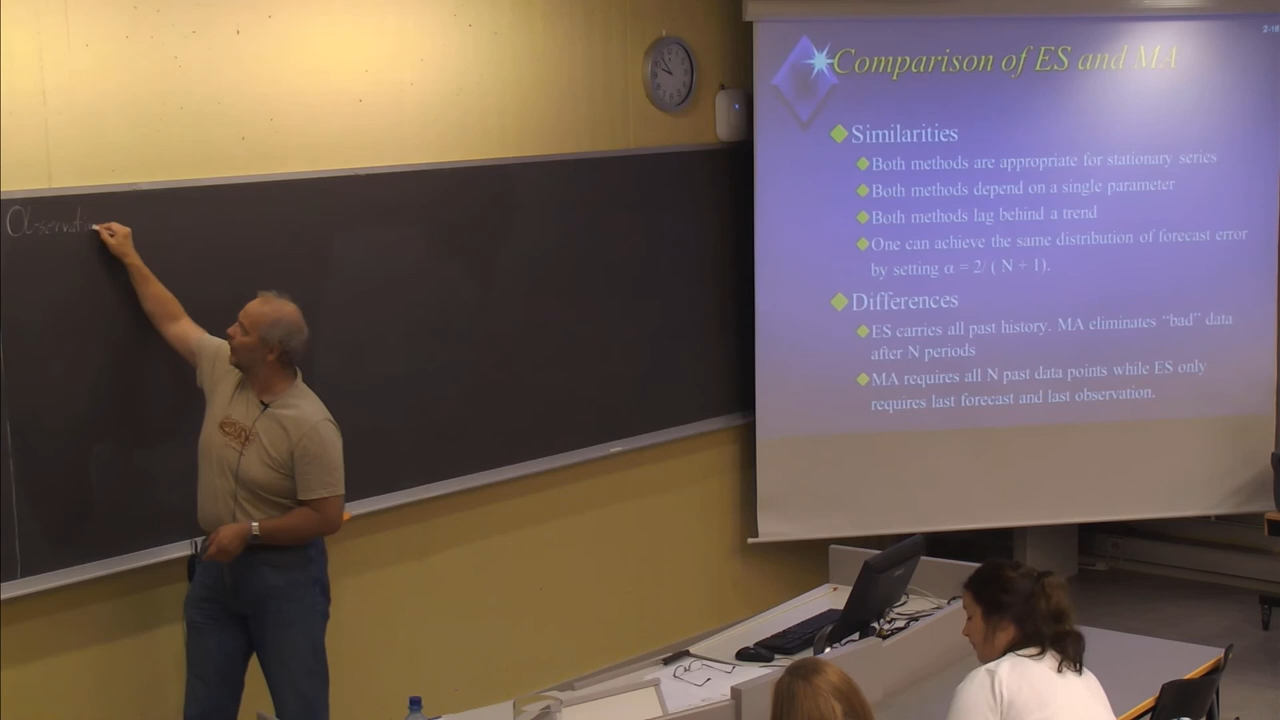 Observati
2-18
Comparison of ES and MA
Similarities
Both methods are appropriate for stationary series
Both methods depend on a single parameter
Both methods lag behind a trend
One can achieve the same distribution of forecast error
by setting α = 2/ ( N + 1).
Differences
ES carries all past history. MA eliminates “bad” data
after N periods
MA requires all N past data points while ES only
requires last forecast and last observation.